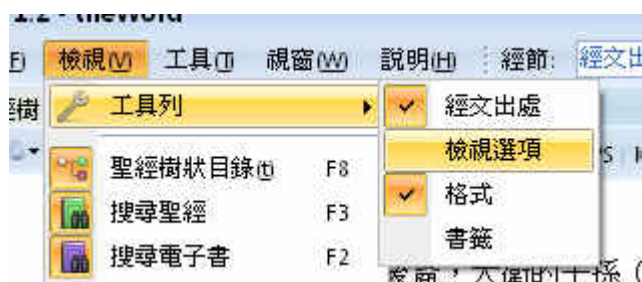 1.2 - theWord
檢視(V) 工具(T) 視窗(W) 說明(H) 經節: 經文出
樹
工具列
經文出處
檢視選項
聖經樹狀目錄(t) F8
格式
搜尋聖經 F3
書籤
搜尋電子書 F2